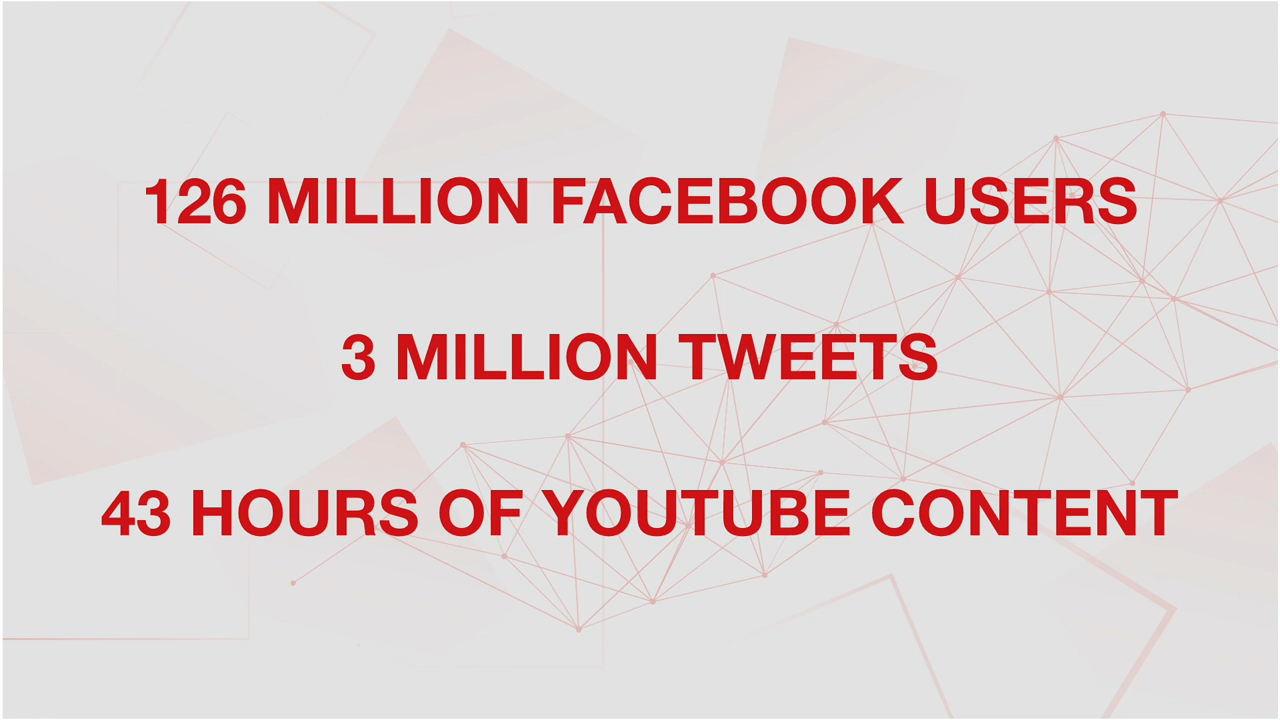 126 MILLION FACEBOOK USERS
3 MILLION TWEETS
43 HOURS OF YOUTUBE CONTENT